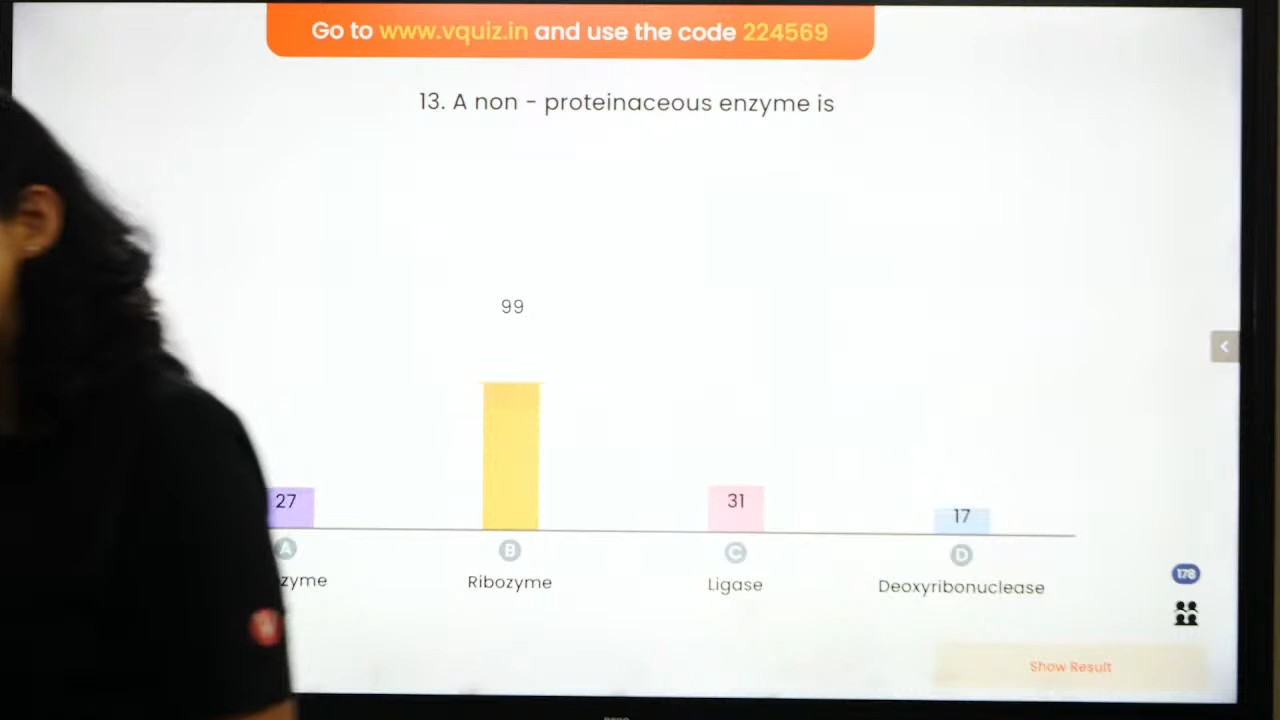 Go to www.vquiz.in and use the code 224569
13. A non - proteinaceous enzyme is
99
27
31
17
A
B
C
D
zyme
Ribozyme
Ligase
Deoxyribonuclease
178
Show Result